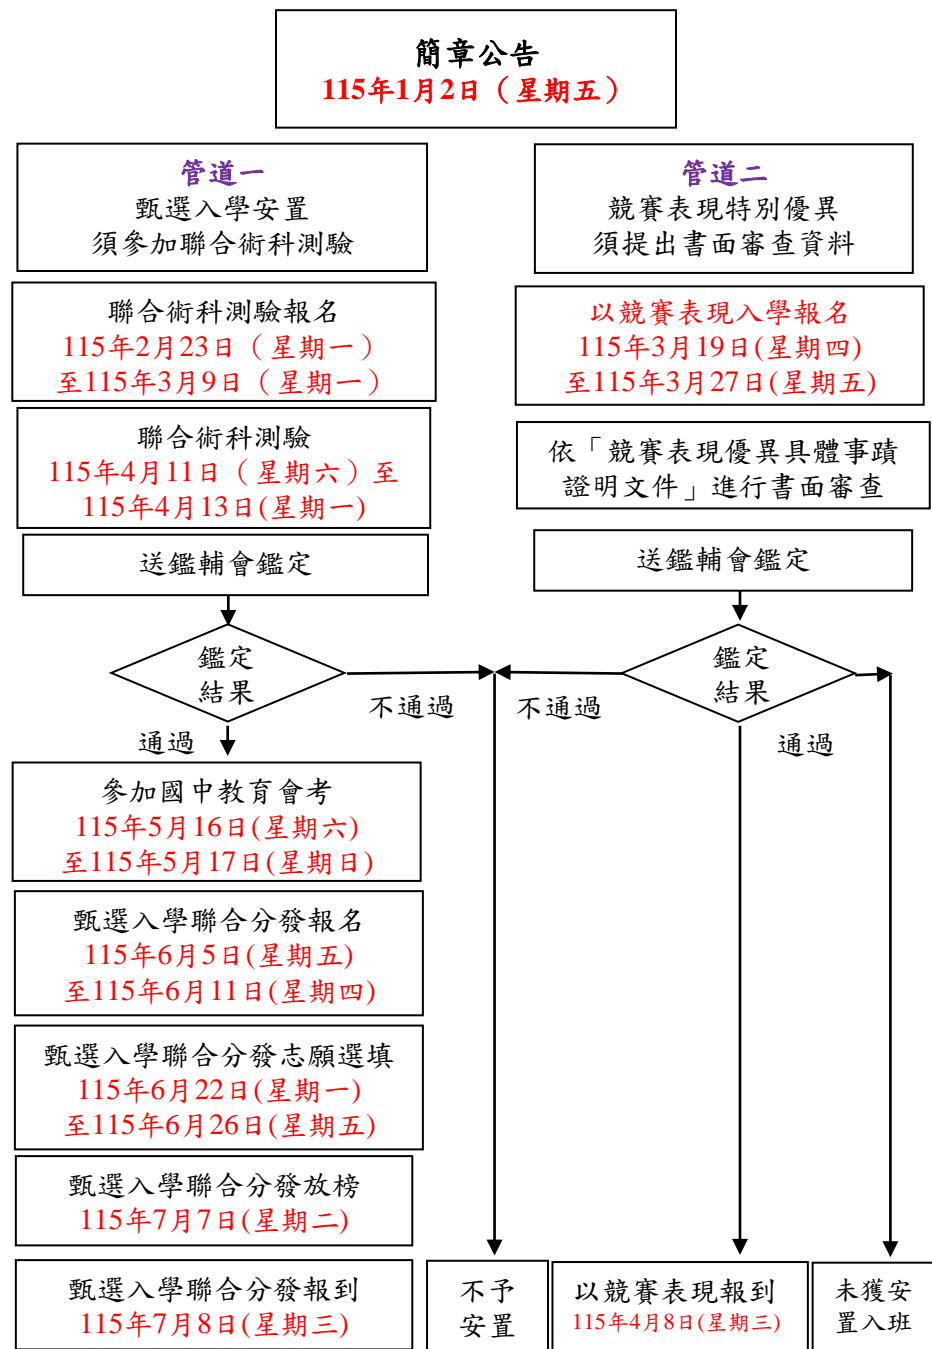 簡章公告
115年1月2日（星期五）
管道一
甄選入學安置
須參加聯合術科測驗
聯合術科測驗報名
115年2月23日（星期一）
至115年3月9日（星期一）
聯合術科測驗
115年4月11日（星期六）至
115年4月13日(星期一)
送鑑輔會鑑定
鑑定
結果
不通過
通過
參加國中教育會考
115年5月16日(星期六)
至115年5月17日(星期日)
甄選入學聯合分發報名
115年6月5日(星期五)
至115年6月11日(星期四)
甄選入學聯合分發志願選填
115年6月22日(星期一)
至115年6月26日(星期五)
甄選入學聯合分發放榜
115年7月7日(星期二)
甄選入學聯合分發報到
115年7月8日(星期三)
管道二
競賽表現特別優異
須提出書面審查資料
以競賽表現入學報名
115年3月19日(星期四)
至115年3月27日(星期五)
依「競賽表現優異具體事蹟
證明文件」進行書面審查
送鑑輔會鑑定
鑑定
結果
不通過
通過
不予
安置
以競賽表現報到
115年4月8日(星期三)
未獲安
置入班